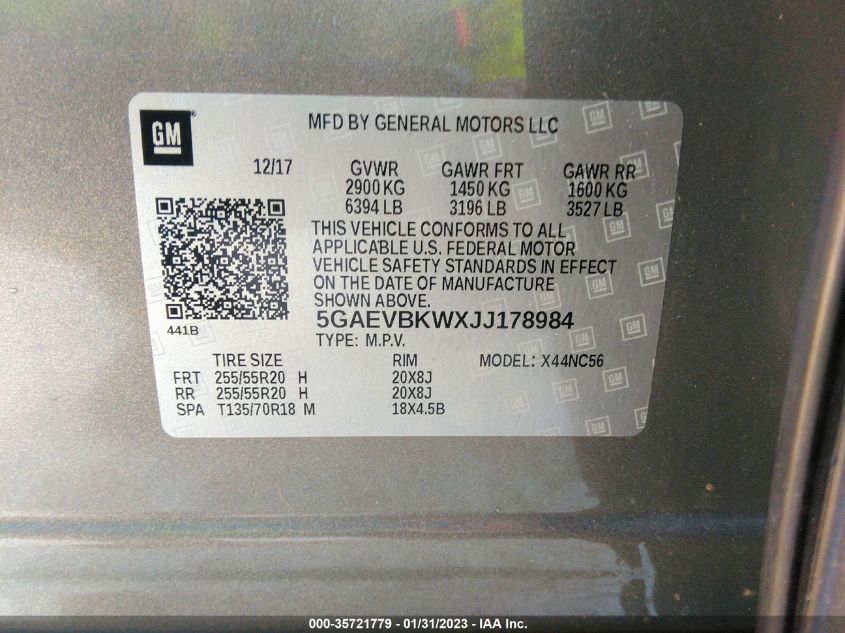 GM
MFD BY GENERAL MOTORS LLC
12/17 GVWR GAWR FRT GAWR RR
2900 KG 1450 KG 1600 KG
6394 LB 3196 LB 3527 LB
THIS VEHICLE CONFORMS TO ALL
APPLICABLE U.S. FEDERAL MOTOR
VEHICLE SAFETY STANDARDS IN EFFECT
ON THE DATE OF MANUFACTURE
SHOWN ABOVE.
441B
5GAEVBKWXJJ178984
TYPE: M.P.V.
TIRE SIZE RIM MODEL: X44NC56
FRT 255/55R20 H 20X8J
RR 255/55R20 H 20X8J
SPA T135/70R18 M 18X4.5B
000-35721779 - 01/31/2023 - IAA Inc.